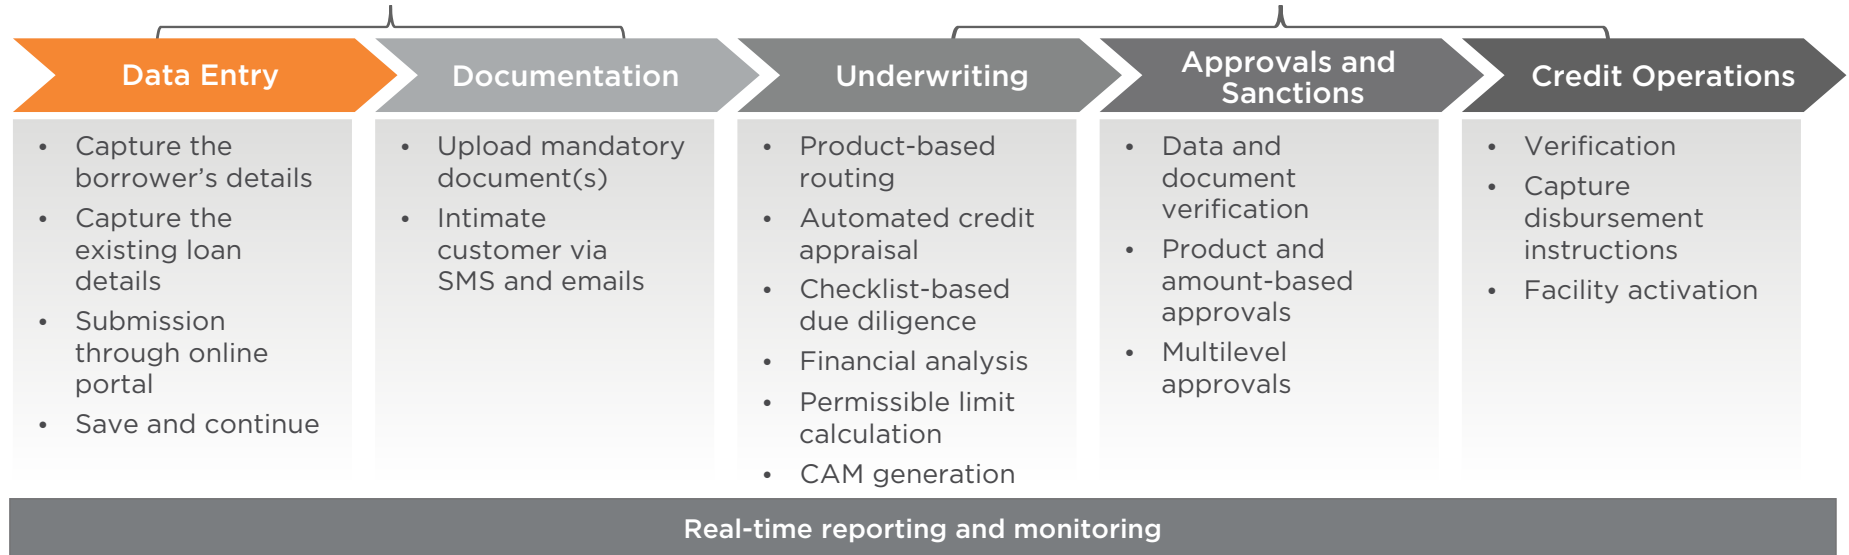 Data Entry
Documentation
Underwriting
Approvals and
Sanctions
Credit Operations
• Capture the
borrower’s details
• Capture the
existing loan
details
• Submission
through online
portal
• Save and continue
• Upload mandatory
document(s)
• Intimate
customer via
SMS and emails
• Product-based
routing
• Automated credit
appraisal
• Checklist-based
due diligence
• Financial analysis
• Permissible limit
calculation
• CAM generation
• Data and
document
verification
• Product and
amount-based
approvals
• Multilevel
approvals
• Verification
• Capture
disbursement
instructions
• Facility activation
Real-time reporting and monitoring